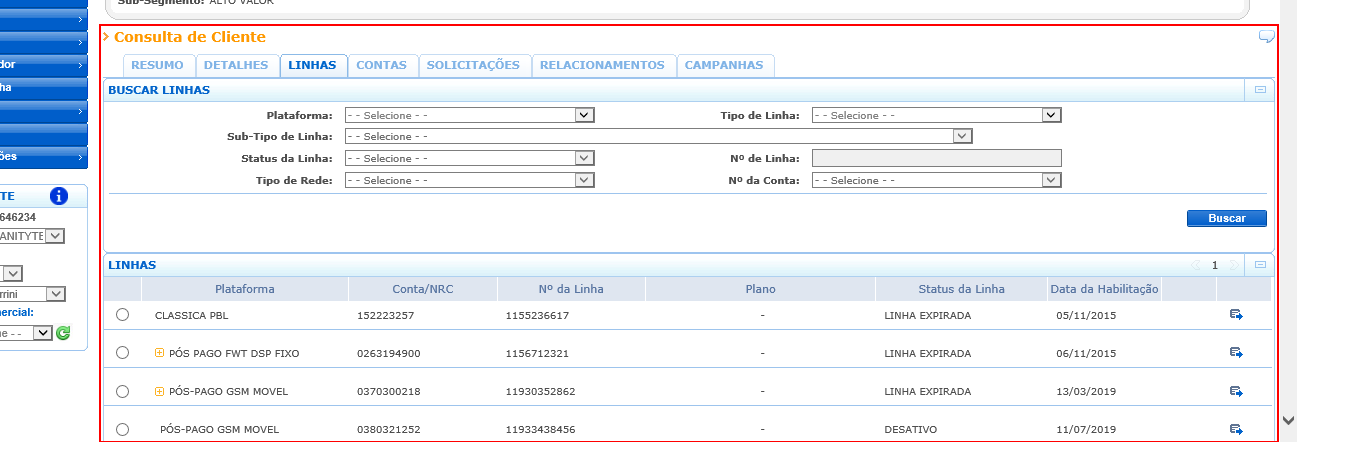 Sub-Segmento: ALTO VALOR
Consulta de Cliente
RESUMO DETALHES LINHAS CONTAS SOLICITAÇÕES RELACIONAMENTOS CAMPANHAS
BUSCAR LINHAS
Plataforma: - - Selecione - - Tipo de Linha: - - Selecione - -
Sub-Tipo de Linha: - - Selecione - -
Status da Linha: - - Selecione - - Nº de Linha:
Tipo de Rede: - - Selecione - - Nº da Conta: - - Selecione - -
Buscar
LINHAS 1
Plataforma Conta/NRC Nº da Linha Plano Status da Linha Data da Habilitação
CLASSICA PBL 152223257 1155236617 - LINHA EXPIRADA 05/11/2015
PÓS PAGO FWT DSP FIXO 0263194900 1156712321 - LINHA EXPIRADA 06/11/2015
PÓS-PAGO GSM MOVEL 0370300218 11930352862 - LINHA EXPIRADA 13/03/2019
PÓS-PAGO GSM MOVEL 0380321252 11933438456 - DESATIVO 11/07/2019
dor
ha
ões
TE
646234
ANITYTE
rrini
ercial:
ne - -